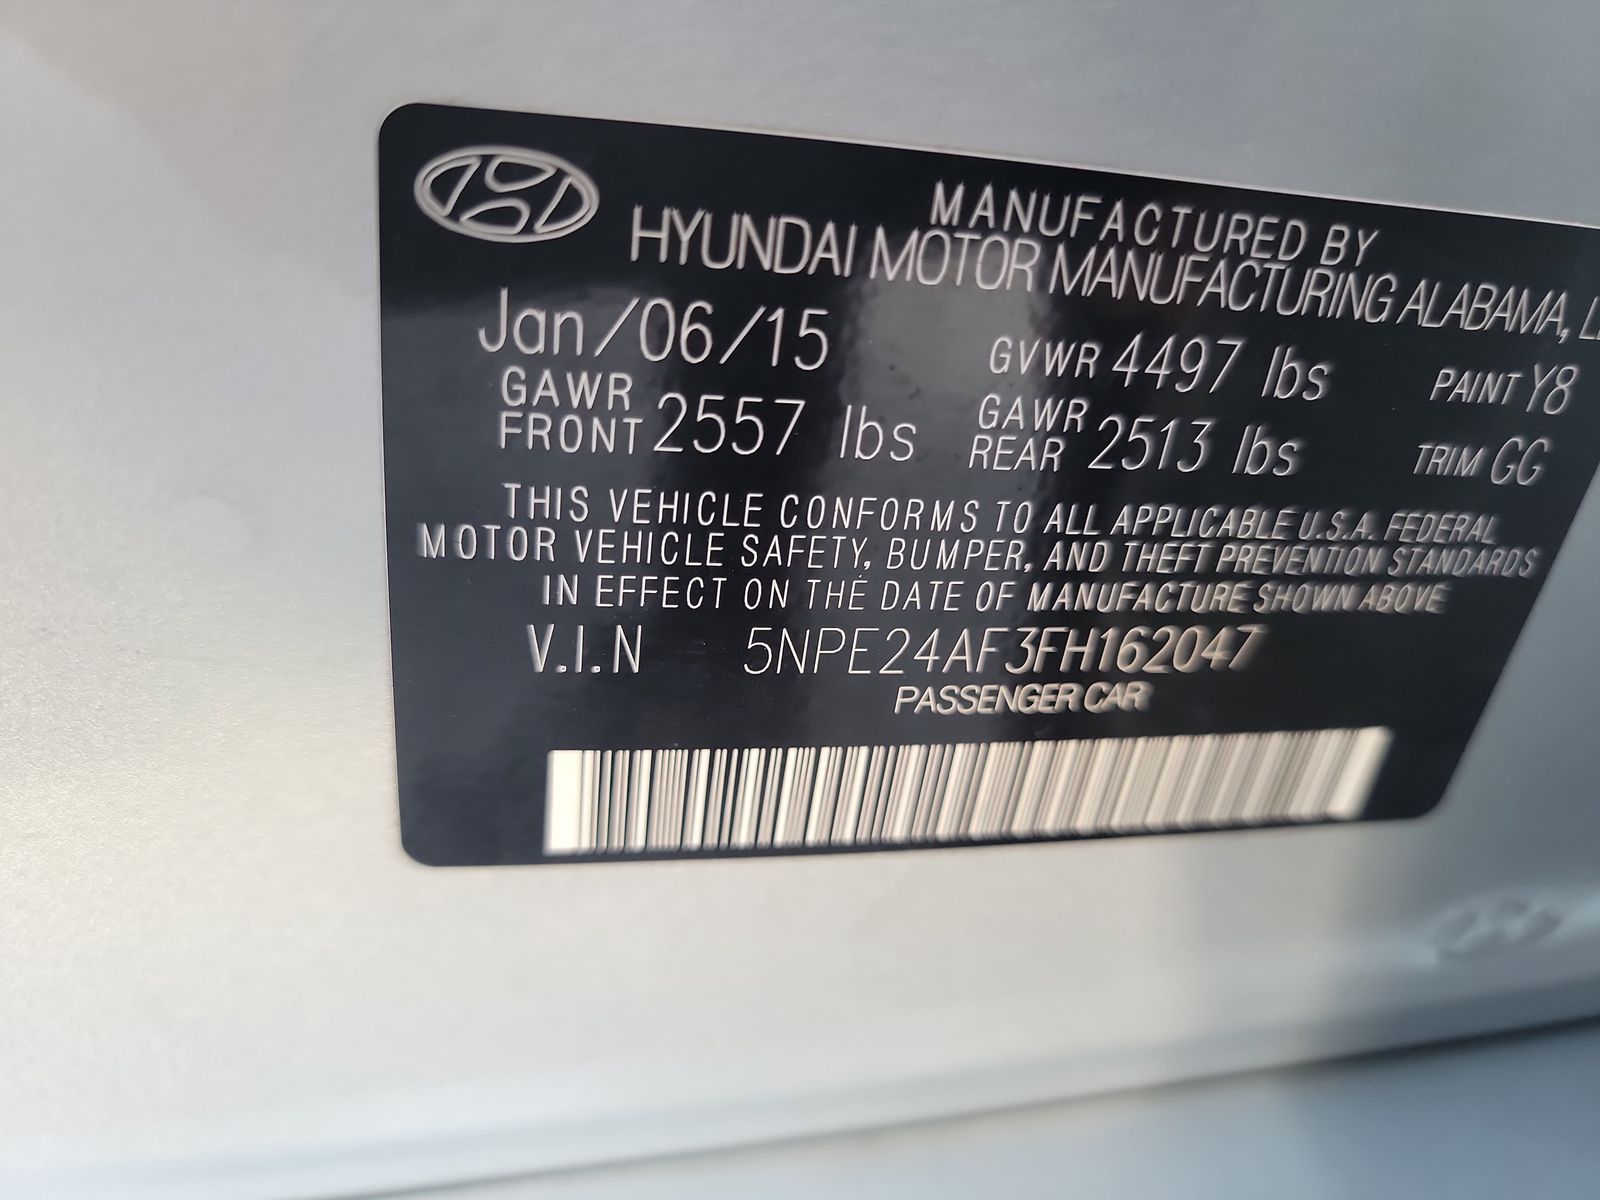 MANUFACTURED BY
HYUNDAI MOTOR MANUFACTURING ALABAMA,
Jan/06/15 GVWR 4497 lbs PAINT Y8
GAWR FRONT 2557 lbs GAWR REAR 2513 lbs TRIM GG
THIS VEHICLE CONFORMS TO ALL APPLICABLE U.S.A. FEDERAL
MOTOR VEHICLE SAFETY, BUMPER, AND THEFT PREVENTION STANDARDS
IN EFFECT ON THE DATE OF MANUFACTURE SHOWN ABOVE
V.I.N 5NPE24AF3FH162047
PASSENGER CAR